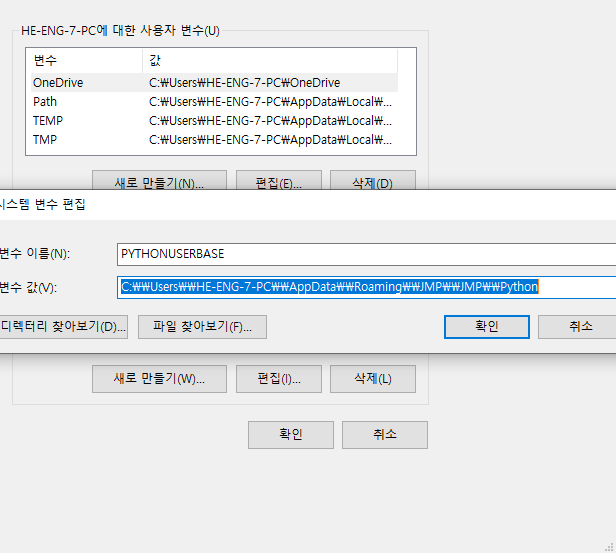 HE-ENG-7-PC에 대한 사용자 변수(U)
변수 값
OneDrive C:₩Users₩HE-ENG-7-PC₩OneDrive
Path C:₩Users₩HE-ENG-7-PC₩AppData₩Local₩...
TEMP C:₩Users₩HE-ENG-7-PC₩AppData₩Local₩...
TMP C:₩Users₩HE-ENG-7-PC₩AppData₩Local₩...
새로 만들기(N)... 편집(E)... 삭제(D)
시스템 변수 편집
변수 이름(N): PYTHONUSERBASE
변수 값(V): C:₩₩Users₩₩HE-ENG-7-PC₩₩AppData₩₩Roaming₩₩JMP₩₩JMP₩₩Python
디렉터리 찾아보기(D)... 파일 찾아보기(F)... 확인 취소
새로 만들기(W)... 편집(I)... 삭제(L)
확인 취소